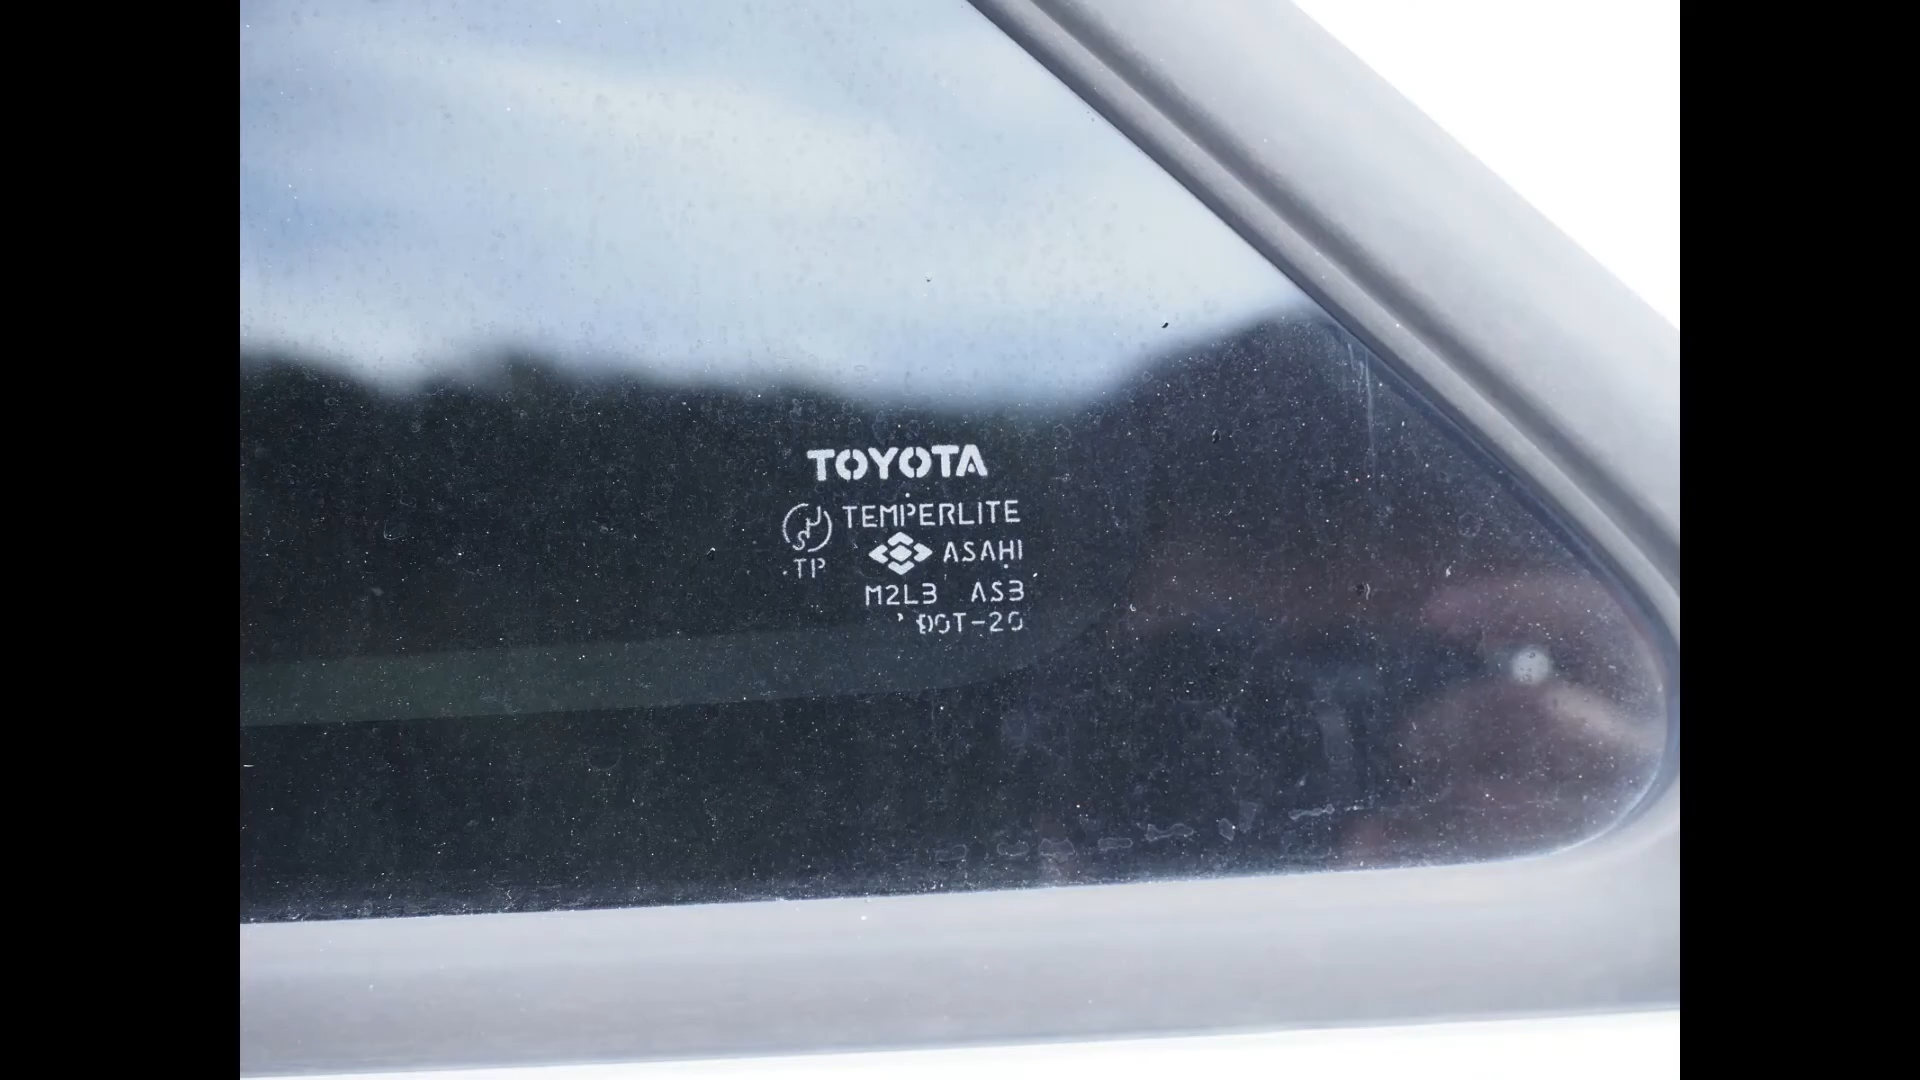 TOYOTA
TEMPERLITE
ASAHI
TP
M2L3 AS3
DOT-20